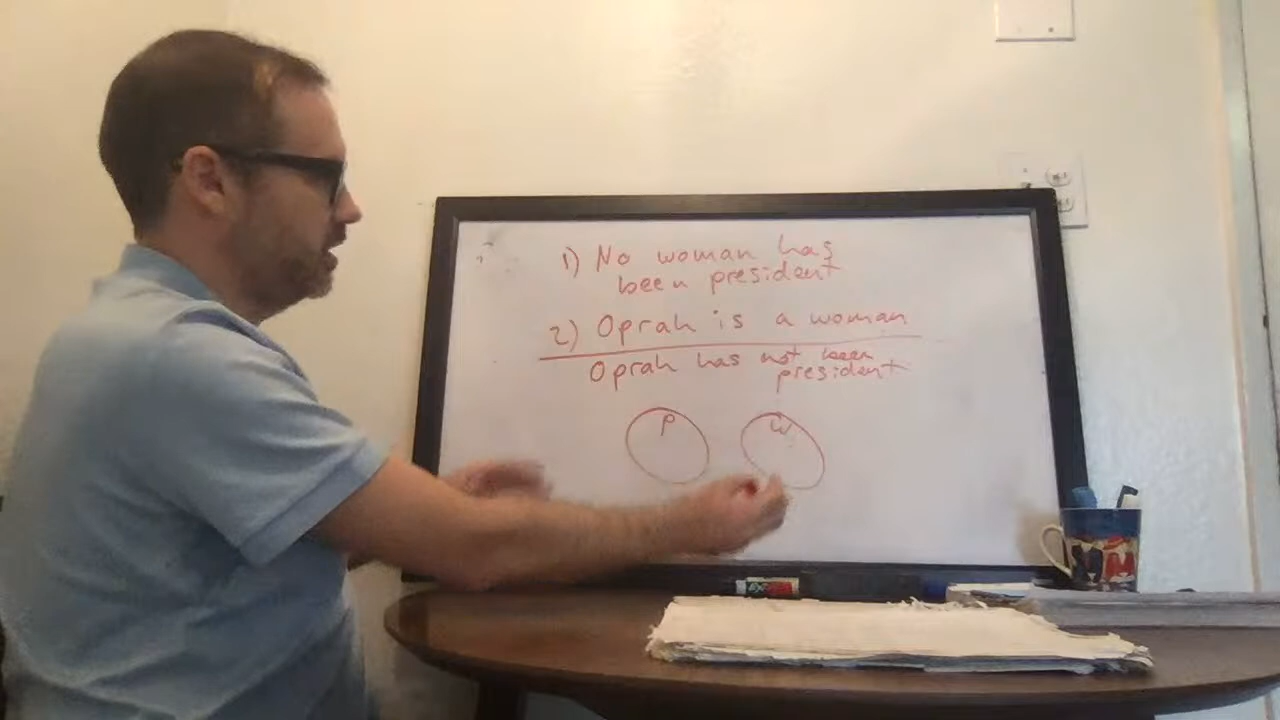 1) No woman has
been president
2) Oprah is a woman
Oprah has not been
president
P W